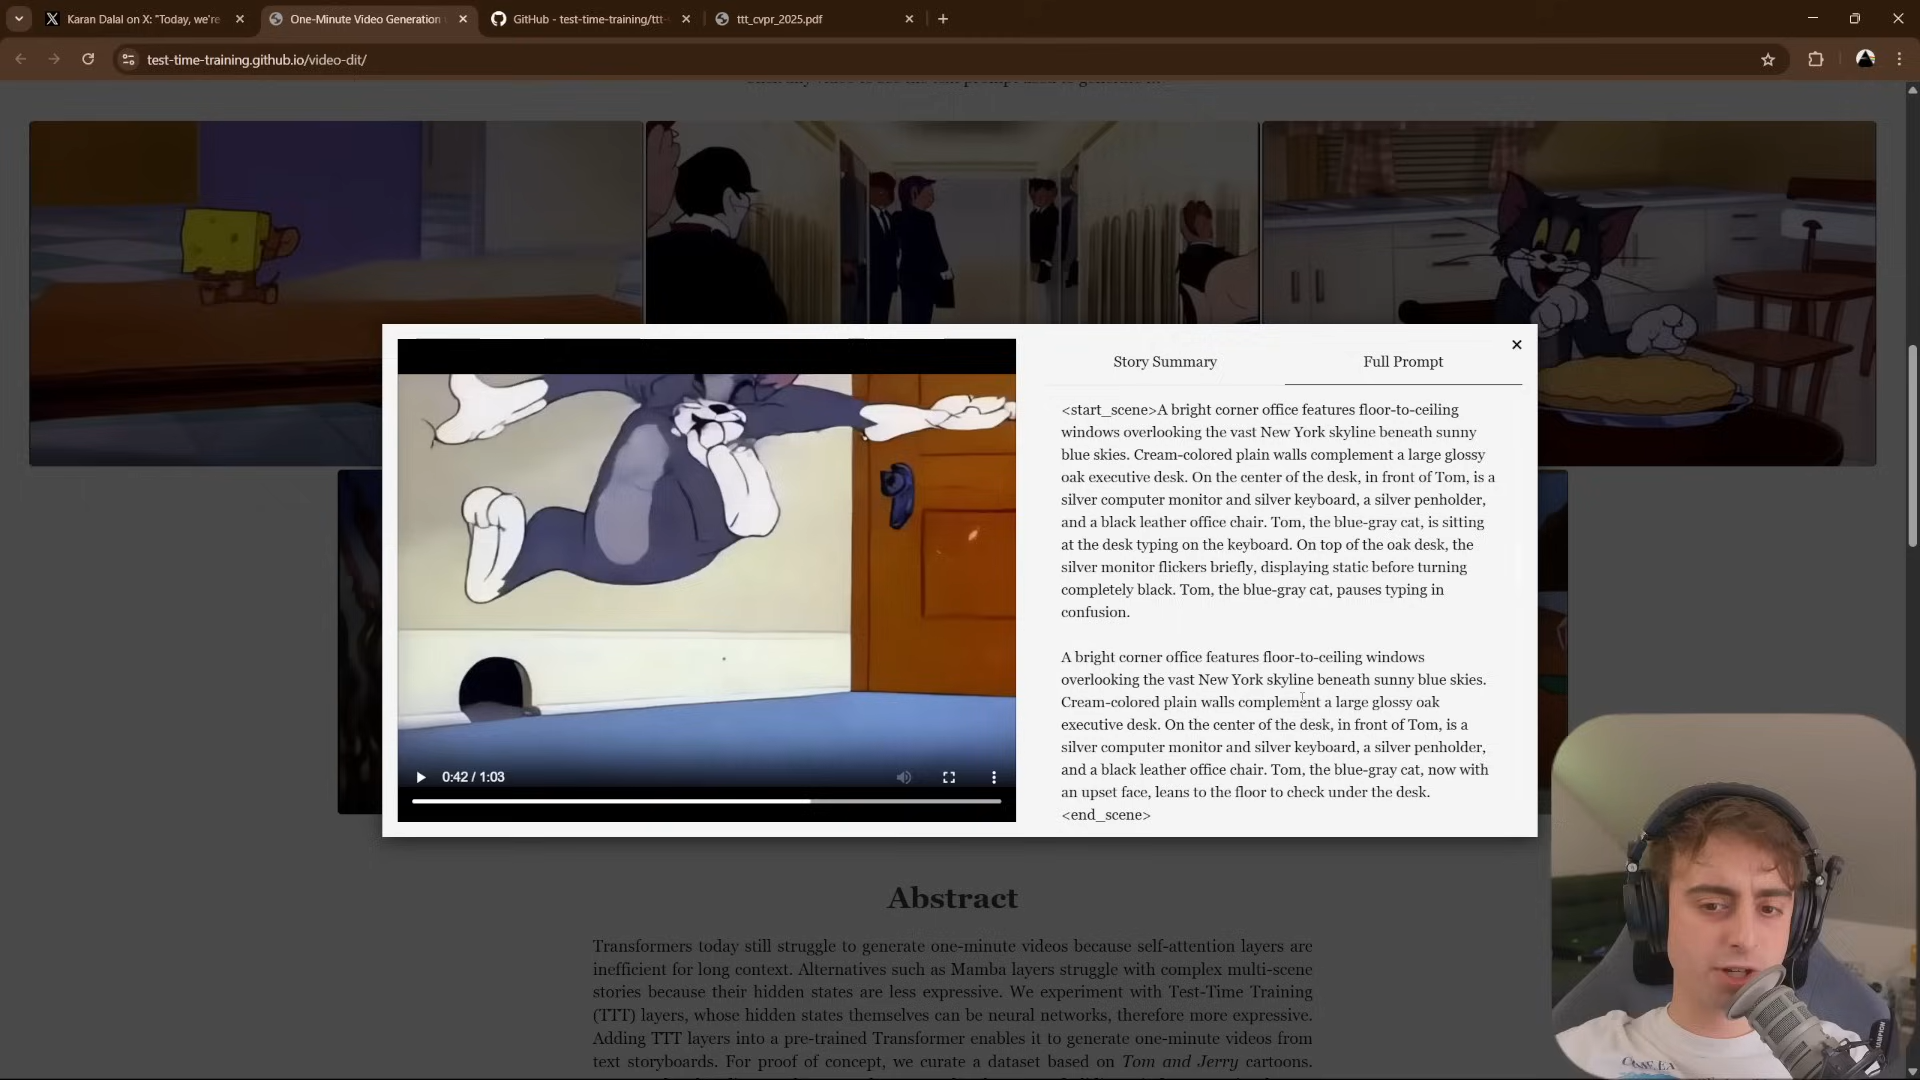 Karan Dalal on X: "Today, we're
One-Minute Video Generation
GitHub - test-time-training/ttt-
ttt_cvpr_2025.pdf
test-time-training.github.io/video-dit/
Story Summary
Full Prompt
<start_scene>A bright corner office features floor-to-ceiling
windows overlooking the vast New York skyline beneath sunny
blue skies. Cream-colored plain walls complement a large glossy
oak executive desk. On the center of the desk, in front of Tom, is a
silver computer monitor and silver keyboard, a silver penholder,
and a black leather office chair. Tom, the blue-gray cat, is sitting
at the desk typing on the keyboard. On top of the oak desk, the
silver monitor flickers briefly, displaying static before turning
completely black. Tom, the blue-gray cat, pauses typing in
confusion.
A bright corner office features floor-to-ceiling windows
overlooking the vast New York skyline beneath sunny blue skies.
Cream-colored plain walls complement a large glossy oak
executive desk. On the center of the desk, in front of Tom, is a
silver computer monitor and silver keyboard, a silver penholder,
and a black leather office chair. Tom, the blue-gray cat, now with
an upset face, leans to the floor to check under the desk.
<end_scene>
0:42 / 1:03
Abstract
Transformers today still struggle to generate one-minute videos because self-attention layers are
inefficient for long context. Alternatives such as Mamba layers struggle with complex multi-scene
stories because their hidden states are less expressive. We experiment with Test-Time Training
(TTT) layers, whose hidden states themselves can be neural networks, therefore more expressive.
Adding TTT layers into a pre-trained Transformer enables it to generate one-minute videos from
text storyboards. For proof of concept, we curate a dataset based on Tom and Jerry cartoons.